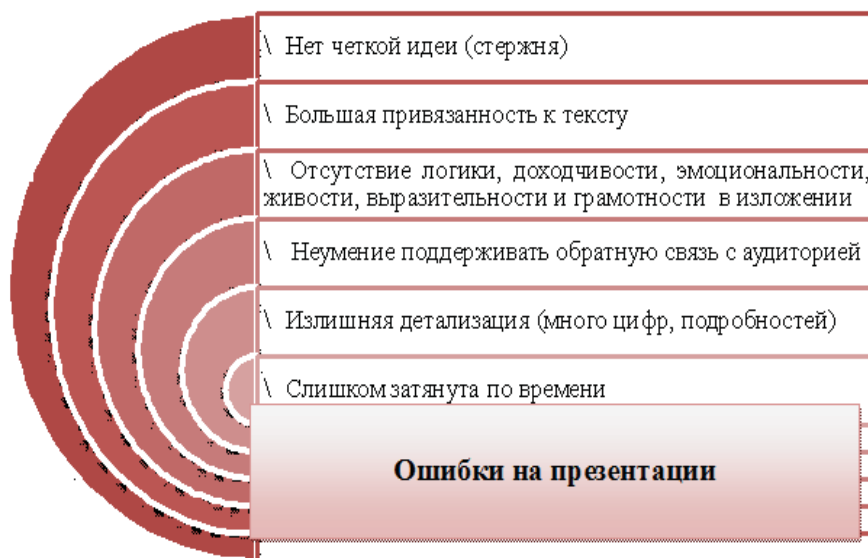 \ Нет четкой идеи (стержня)
\ Большая привязанность к тексту
\ Отсутствие логики, доходчивости, эмоциональности,
живости, выразительности и грамотности в изложении
\ Неумение поддерживать обратную связь с аудиторией
\ Излишняя детализация (много цифр, подробностей)
\ Слишком затянута по времени
Ошибки на презентации